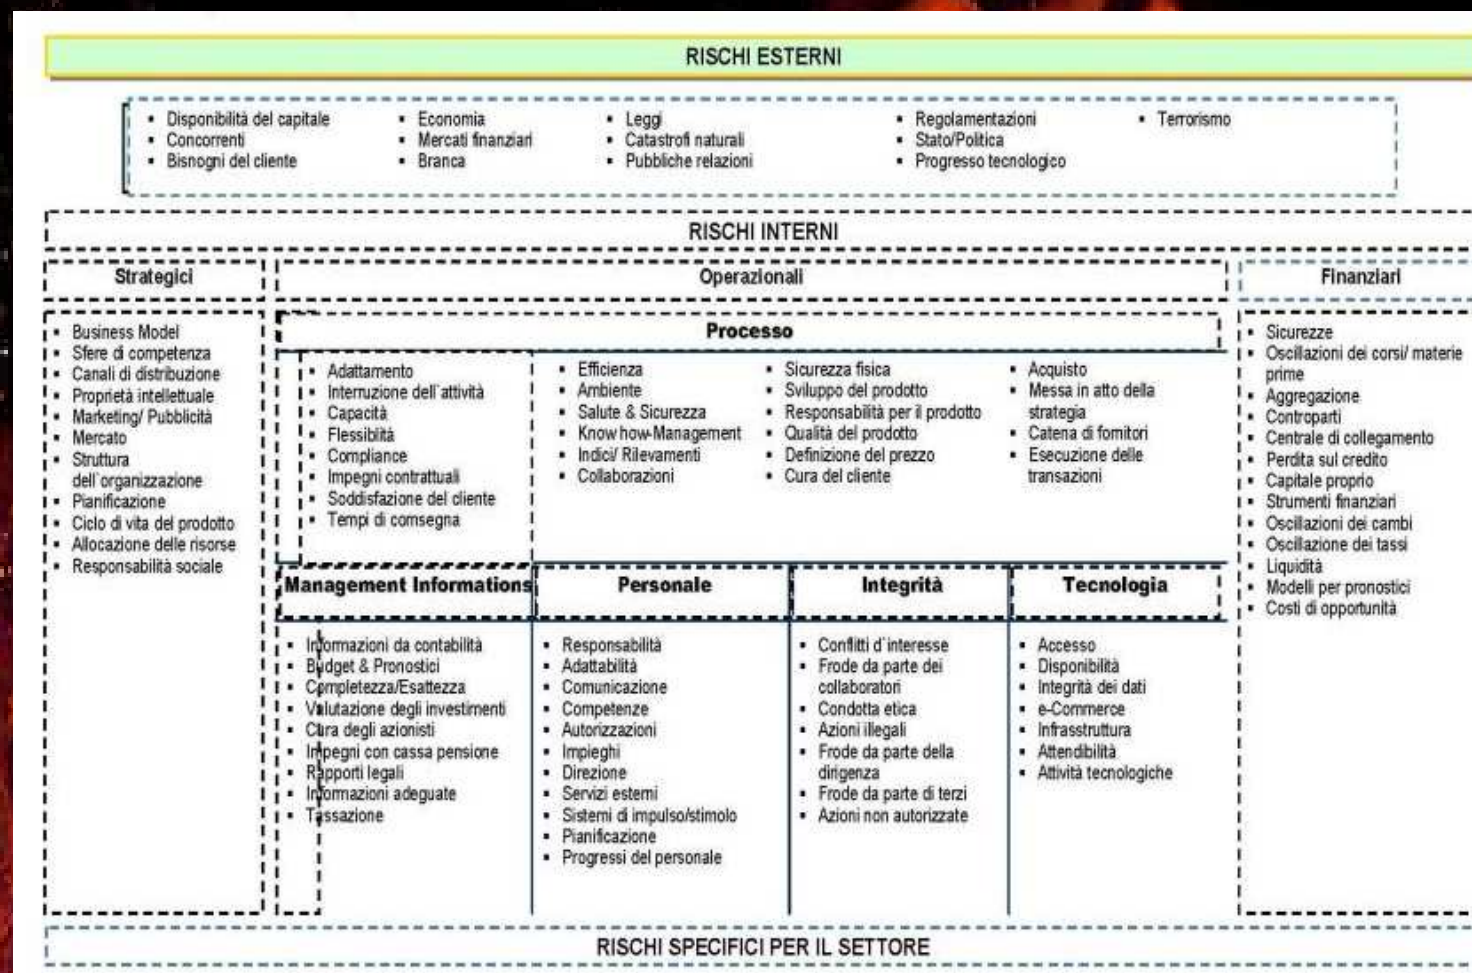 RISCHI ESTERNI
Disponibilità del capitale
Concorrenti
Bisnogni del cliente
Economia
Mercati finanziari
Branca
Leggi
Catastrofi naturali
Pubbliche relazioni
Regolamentazioni
Stato/Politica
Progresso tecnologico
Terrorismo
RISCHI INTERNI
Strategici
Business Model
Sfere di competenza
Canali di distribuzione
Proprietà intellettuale
Marketing/ Pubblicità
Mercato
Struttura
dell`organizzazione
Pianificazione
Ciclo di vita del prodotto
Allocazione delle risorse
Responsabilità sociale
Operazionali
Processo
Adattamento
Interruzione dell`attività
Capacità
Flessiblità
Compliance
Impegni contrattuali
Soddisfazione del cliente
Tempi di comsegna
Efficienza
Ambiente
Salute & Sicurezza
Know how-Management
Indici/ Rilevamenti
Collaborazioni
Sicurezza fisica
Sviluppo del prodotto
Responsabilità per il prodotto
Qualità del prodotto
Definizione del prezzo
Cura del cliente
Acquisto
Messa in atto della
strategia
Catena di fornitori
Esecuzione delle
transazioni
Management Informations
Informazioni da contabilità
Budget & Pronostici
Completezza/Esattezza
Valutazione degli investimenti
Cura degli azionisti
Impegni con cassa pensione
Rapporti legali
Informazioni adeguate
Tassazione
Personale
Responsabilità
Adattabilità
Comunicazione
Competenze
Autorizzazioni
Impieghi
Direzione
Servizi esterni
Sistemi di impulso/stimolo
Pianificazione
Progressi del personale
Integrità
Conflitti d`interesse
Frode da parte dei
collaboratori
Condotta etica
Azioni illegali
Frode da parte della
dirigenza
Frode da parte di terzi
Azioni non autorizzate
Tecnologia
Accesso
Disponibilità
Integrità dei dati
e-Commerce
Infrasstruttura
Attendibilità
Attività tecnologiche
Finanziari
Sicurezze
Oscillazioni dei corsi/ materie
prime
Aggregazione
Controparti
Centrale di collegamento
Perdita sul credito
Capitale proprio
Strumenti finanziari
Oscillazioni dei cambi
Oscillazione dei tassi
Liquidità
Modelli per pronostici
Costi di opportunità
RISCHI SPECIFICI PER IL SETTORE